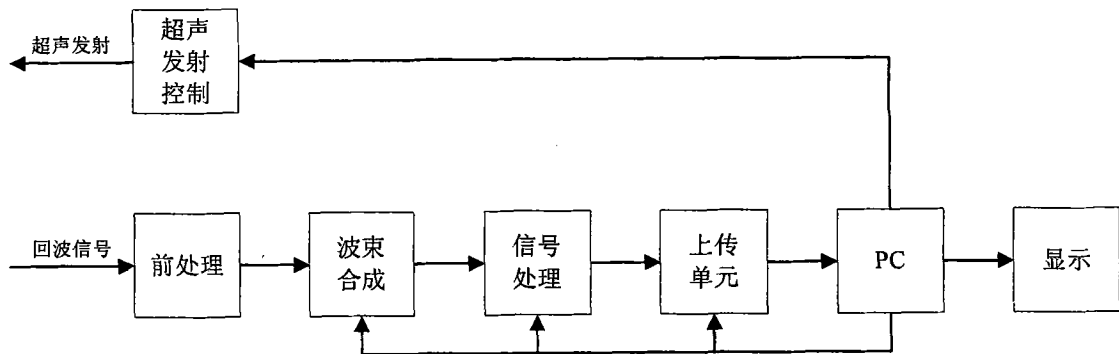 超声发射
超声
发射
控制
回波信号
前处理
波束
合成
信号
处理
上传
单元
PC
显示